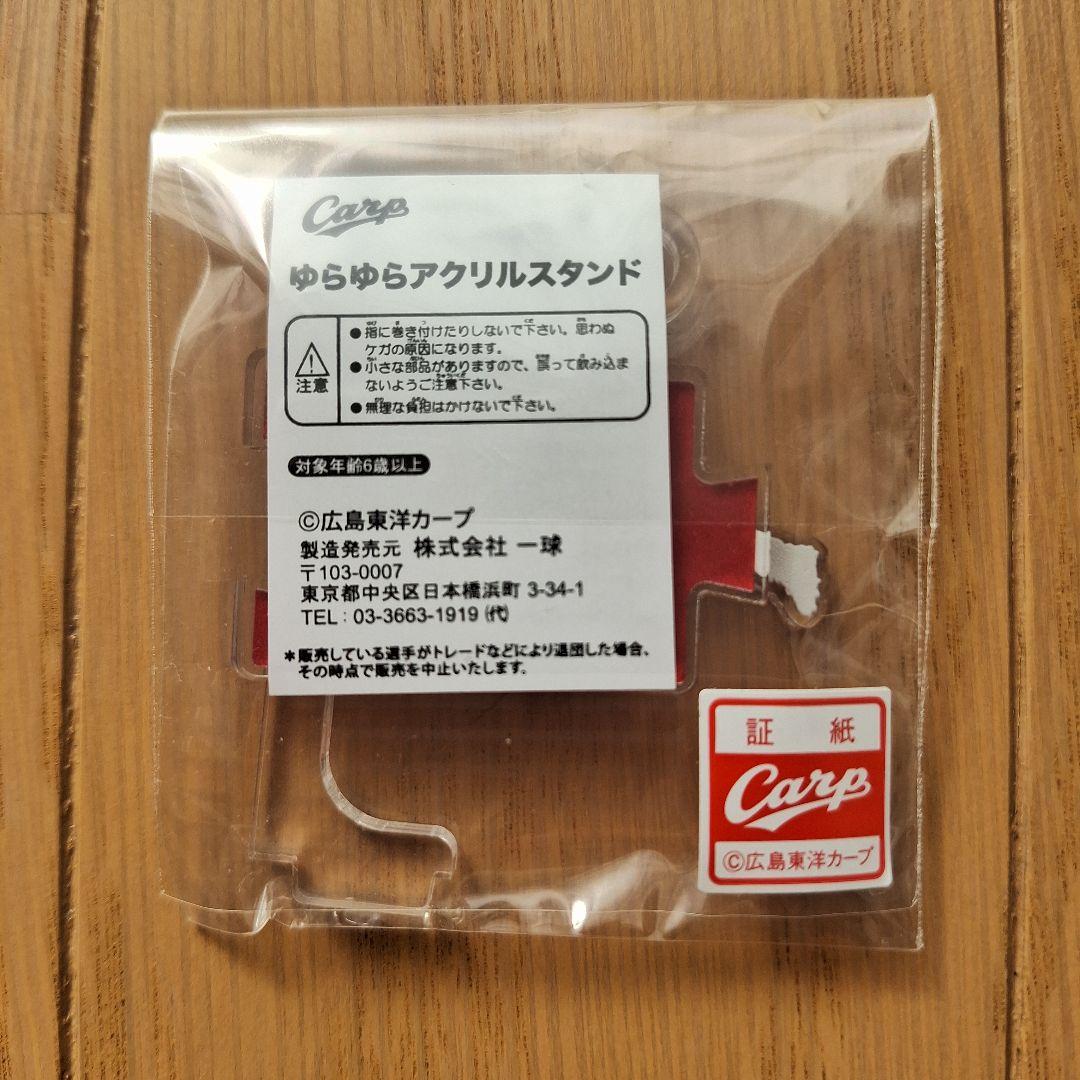 Carp
ゆらゆらアクリルスタンド
注意
●指に巻き付けたりしないで下さい。思わぬ
ケガの原因になります。
●小さな部品がありますので、誤って飲み込ま
ないようご注意下さい。
●無理な負担はかけないで下さい。
対象年齢6歳以上
©広島東洋カープ
製造発売元 株式会社 一球
〒103-0007
東京都中央区日本橋浜町 3-34-1
TEL : 03-3663-1919 ㈹
*販売している選手がトレードなどにより退団した場合、
その時点で販売を中止いたします。
証 紙
Carp
©広島東洋カープ